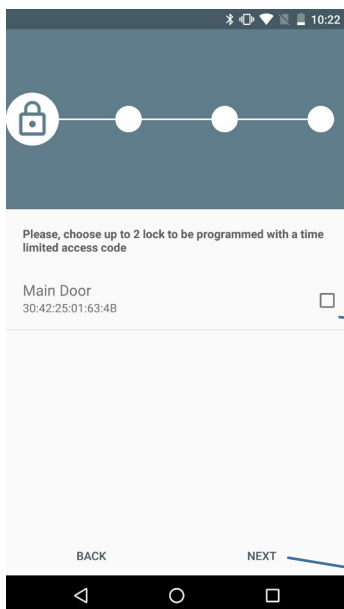 10:22
Please, choose up to 2 lock to be programmed with a time
limited access code
Main Door
30:42:25:01:63:4B
BACK NEXT